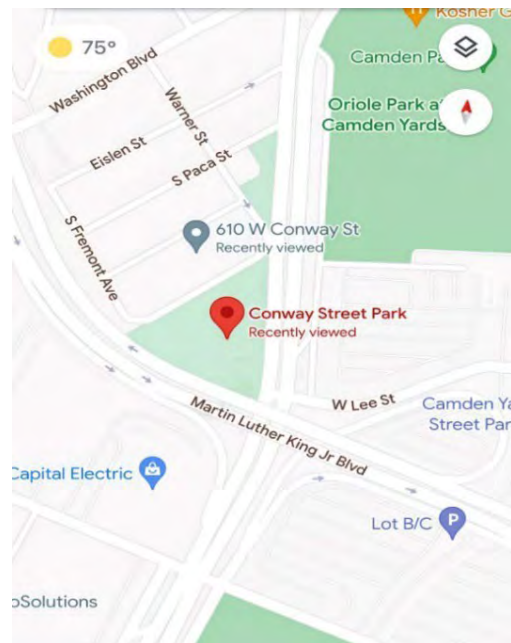 Kosher G
75°
Camden Pa
Washington Blvd
Warner St
Oriole Park at
Camden Yards
Eislen St
S Paca St
610 W Conway St
Recently viewed
S Fremont Ave
Conway Street Park
Recently viewed
W Lee St
Camden Ya
Street Par
Martin Luther King Jr Blvd
Capital Electric
Lot B/C
P
oSolutions